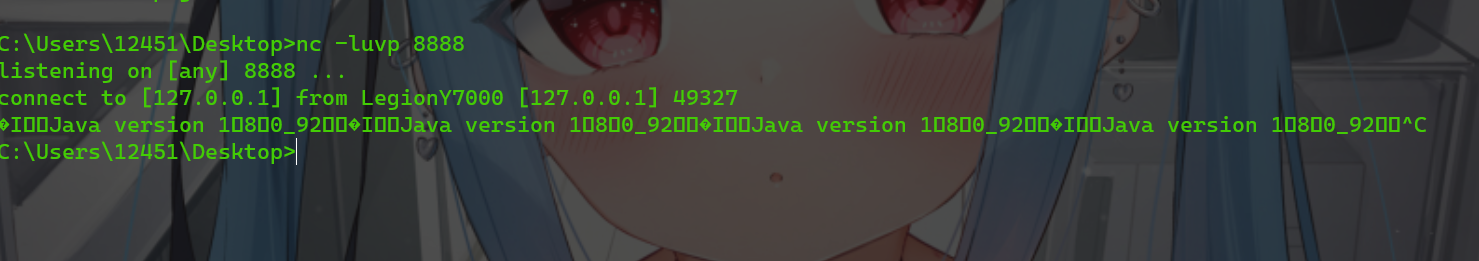 C:\Users\12451\Desktop>nc -luvp 8888
listening on [any] 8888 ...
connect to [127.0.0.1] from LegionY7000 [127.0.0.1] 49327
�I▯▯Java version 1▯8▯0_92▯▯�I▯▯Java version 1▯8▯0_92▯▯�I▯▯Java version 1▯8▯0_92▯▯�I▯▯Java version 1▯8▯0_92▯▯^C
C:\Users\12451\Desktop>